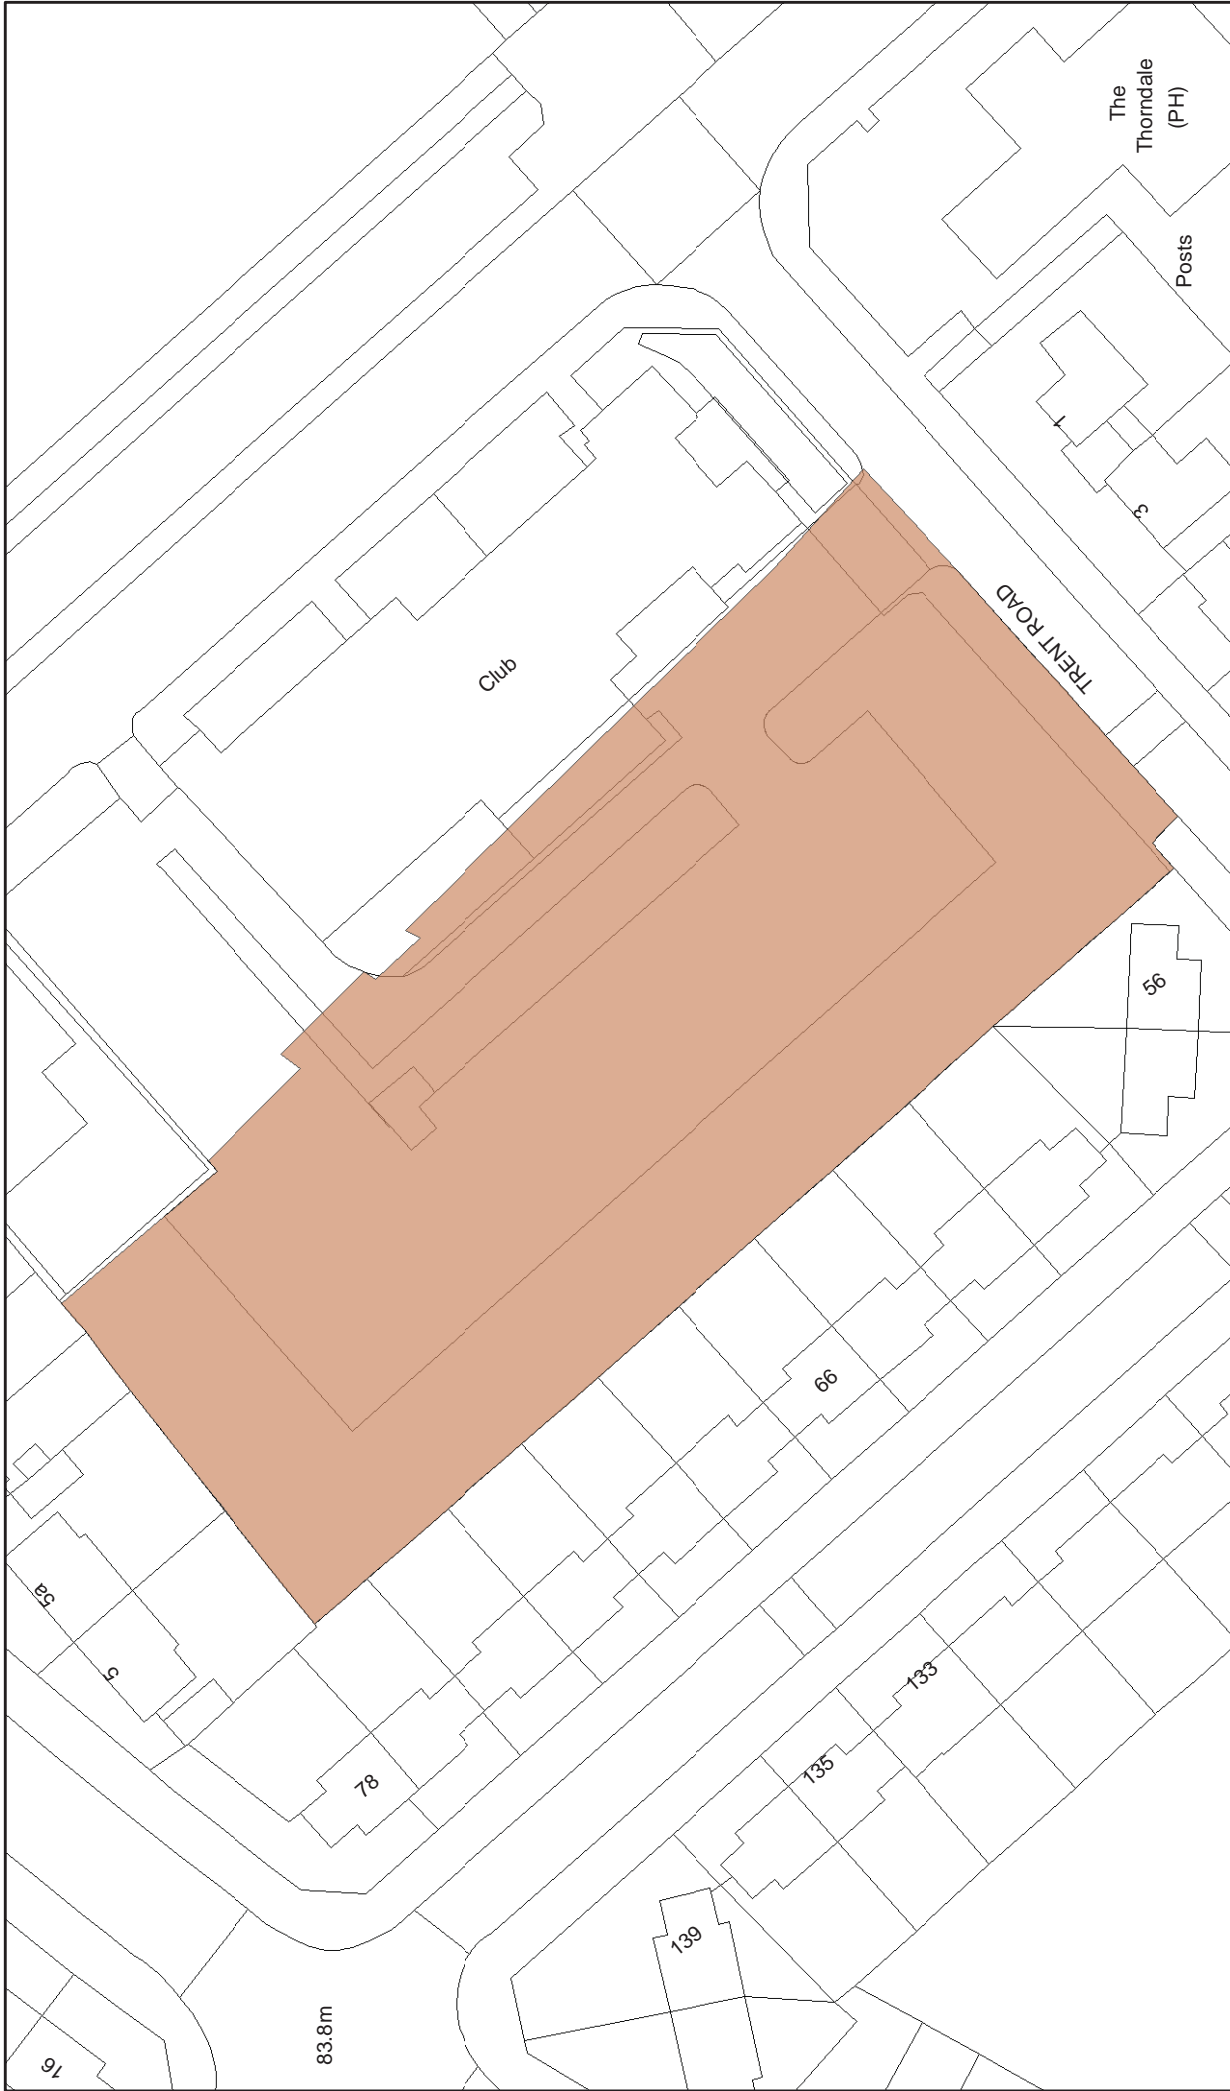 The
Thorndale
(PH)
Posts
1
3
TRENT ROAD
Club
56
66
5a
5
78
133
135
139
83.8m
16